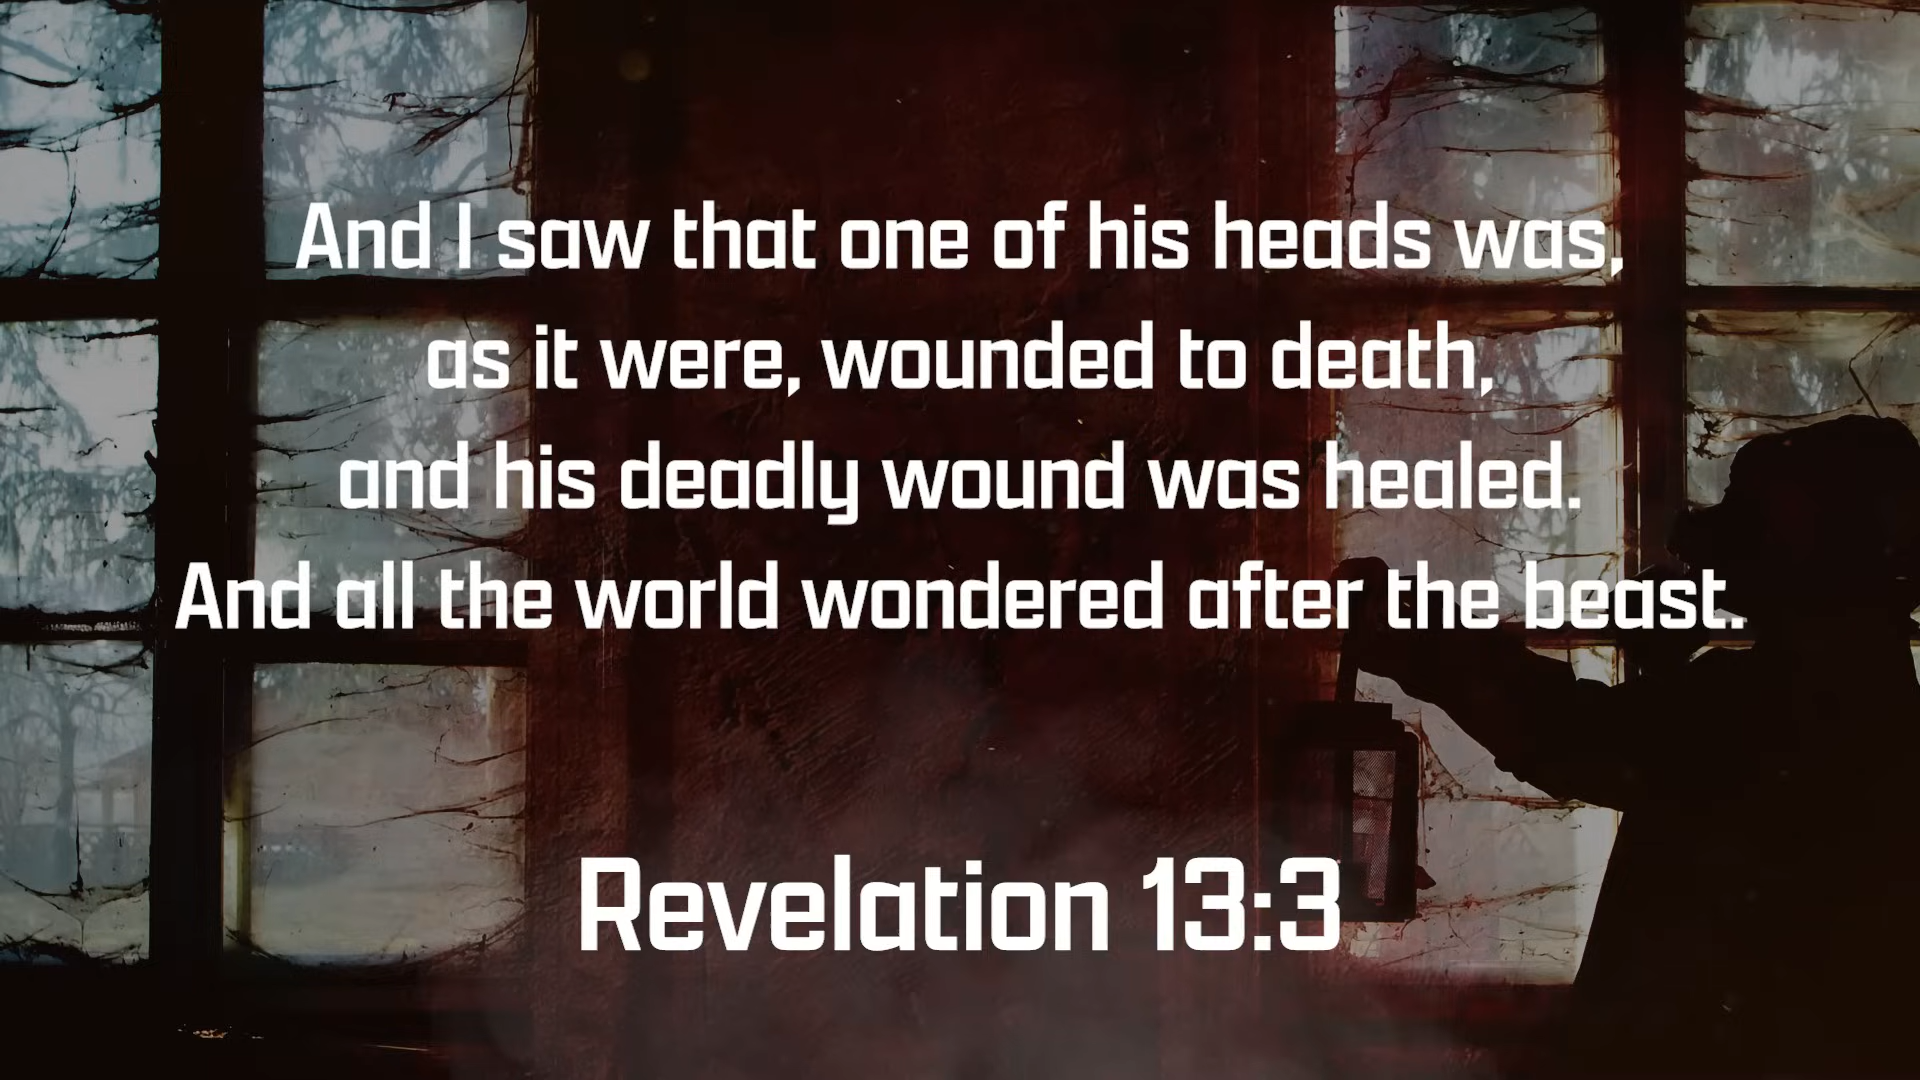 And I saw that one of his heads was,
as it were, wounded to death,
and his deadly wound was healed.
And all the world wondered after the beast.
Revelation 13:3